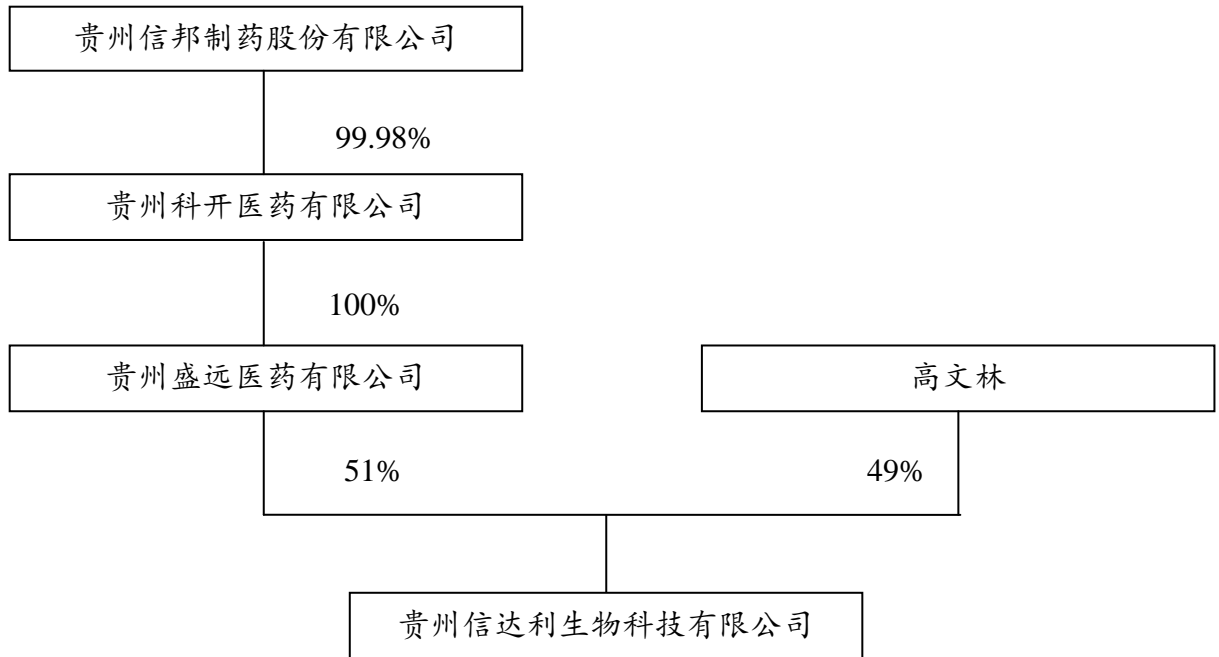 贵州信邦制药股份有限公司
99.98%
贵州科开医药有限公司
100%
贵州盛远医药有限公司
高文林
51%
49%
贵州信达利生物科技有限公司